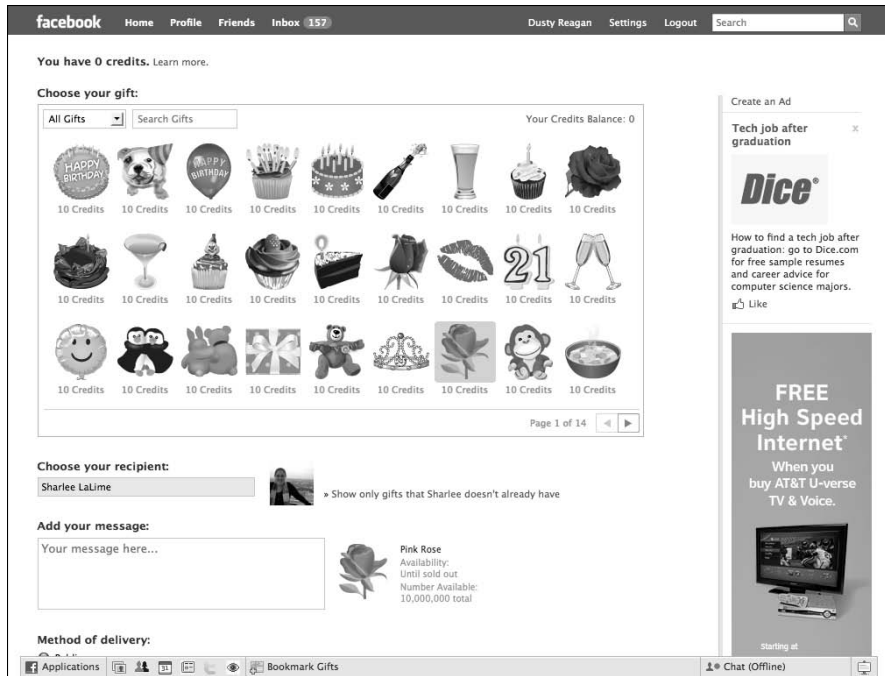 facebook Home Profile Friends Inbox 157 Dusty Reagan Settings Logout Search
You have 0 credits. Learn more.
Choose your gift:
All Gifts Search Gifts Your Credits Balance: 0
HAPPY BIRTHDAY HAPPY BIRTHDAY
10 Credits 10 Credits 10 Credits 10 Credits 10 Credits 10 Credits 10 Credits 10 Credits 10 Credits
21
10 Credits 10 Credits 10 Credits 10 Credits 10 Credits 10 Credits 10 Credits 10 Credits 10 Credits
10 Credits 10 Credits 10 Credits 10 Credits 10 Credits 10 Credits 10 Credits 10 Credits 10 Credits
Page 1 of 14
Choose your recipient:
Sharlee LaLime
» Show only gifts that Sharlee doesn't already have
Add your message:
Your message here...
Pink Rose
Availability:
Until sold out
Number Available:
10,000,000 total
Method of delivery:
Create an Ad
Tech job after
graduation
x
Dice®
How to find a tech job after
graduation: go to Dice.com
for free sample resumes
and career advice for
computer science majors.
Like
FREE
High Speed
Internet*
When you
buy AT&T U-verse
TV & Voice.
Starting at
Applications 31 Bookmark Gifts Chat (Offline)